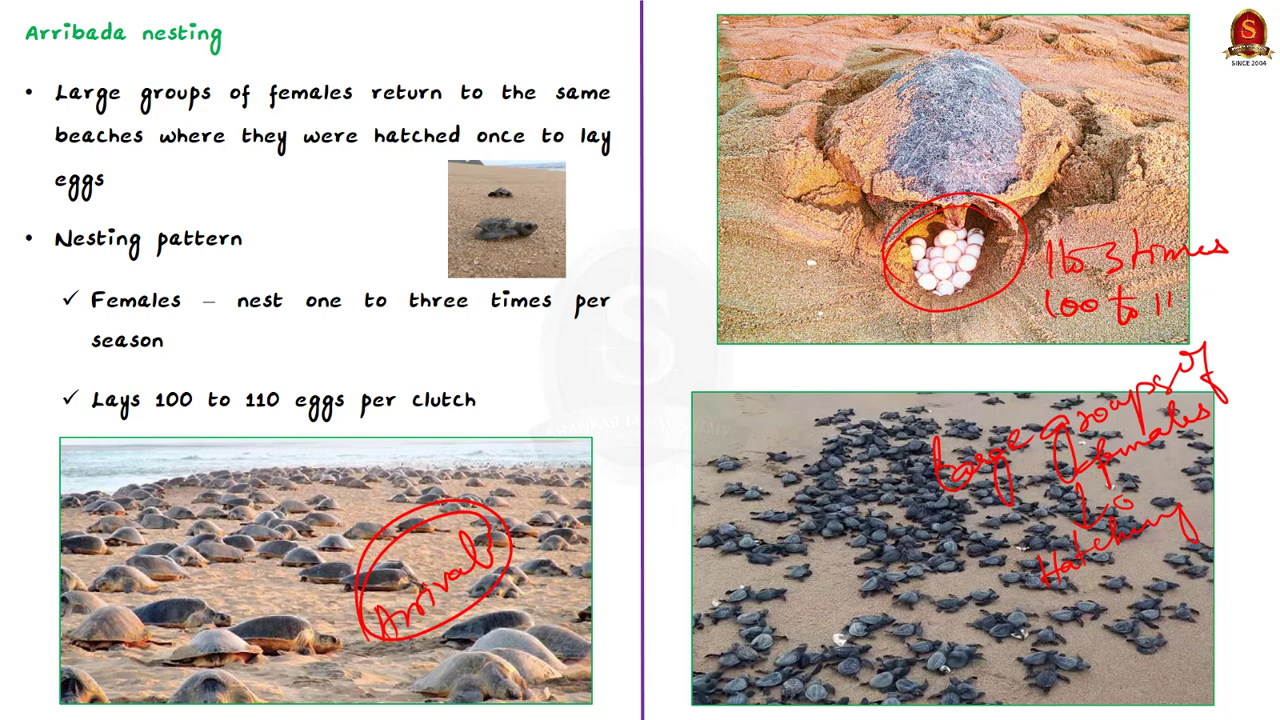 Arribada nesting
• Large groups of females return to the same
beaches where they were hatched once to lay
eggs
• Nesting pattern
✓ Females – nest one to three times per
season
✓ Lays 100 to 110 eggs per clutch
Arrival
S
SINCE 2004
1 to 3 times
100 to 11
Large groups of
females
Hatching